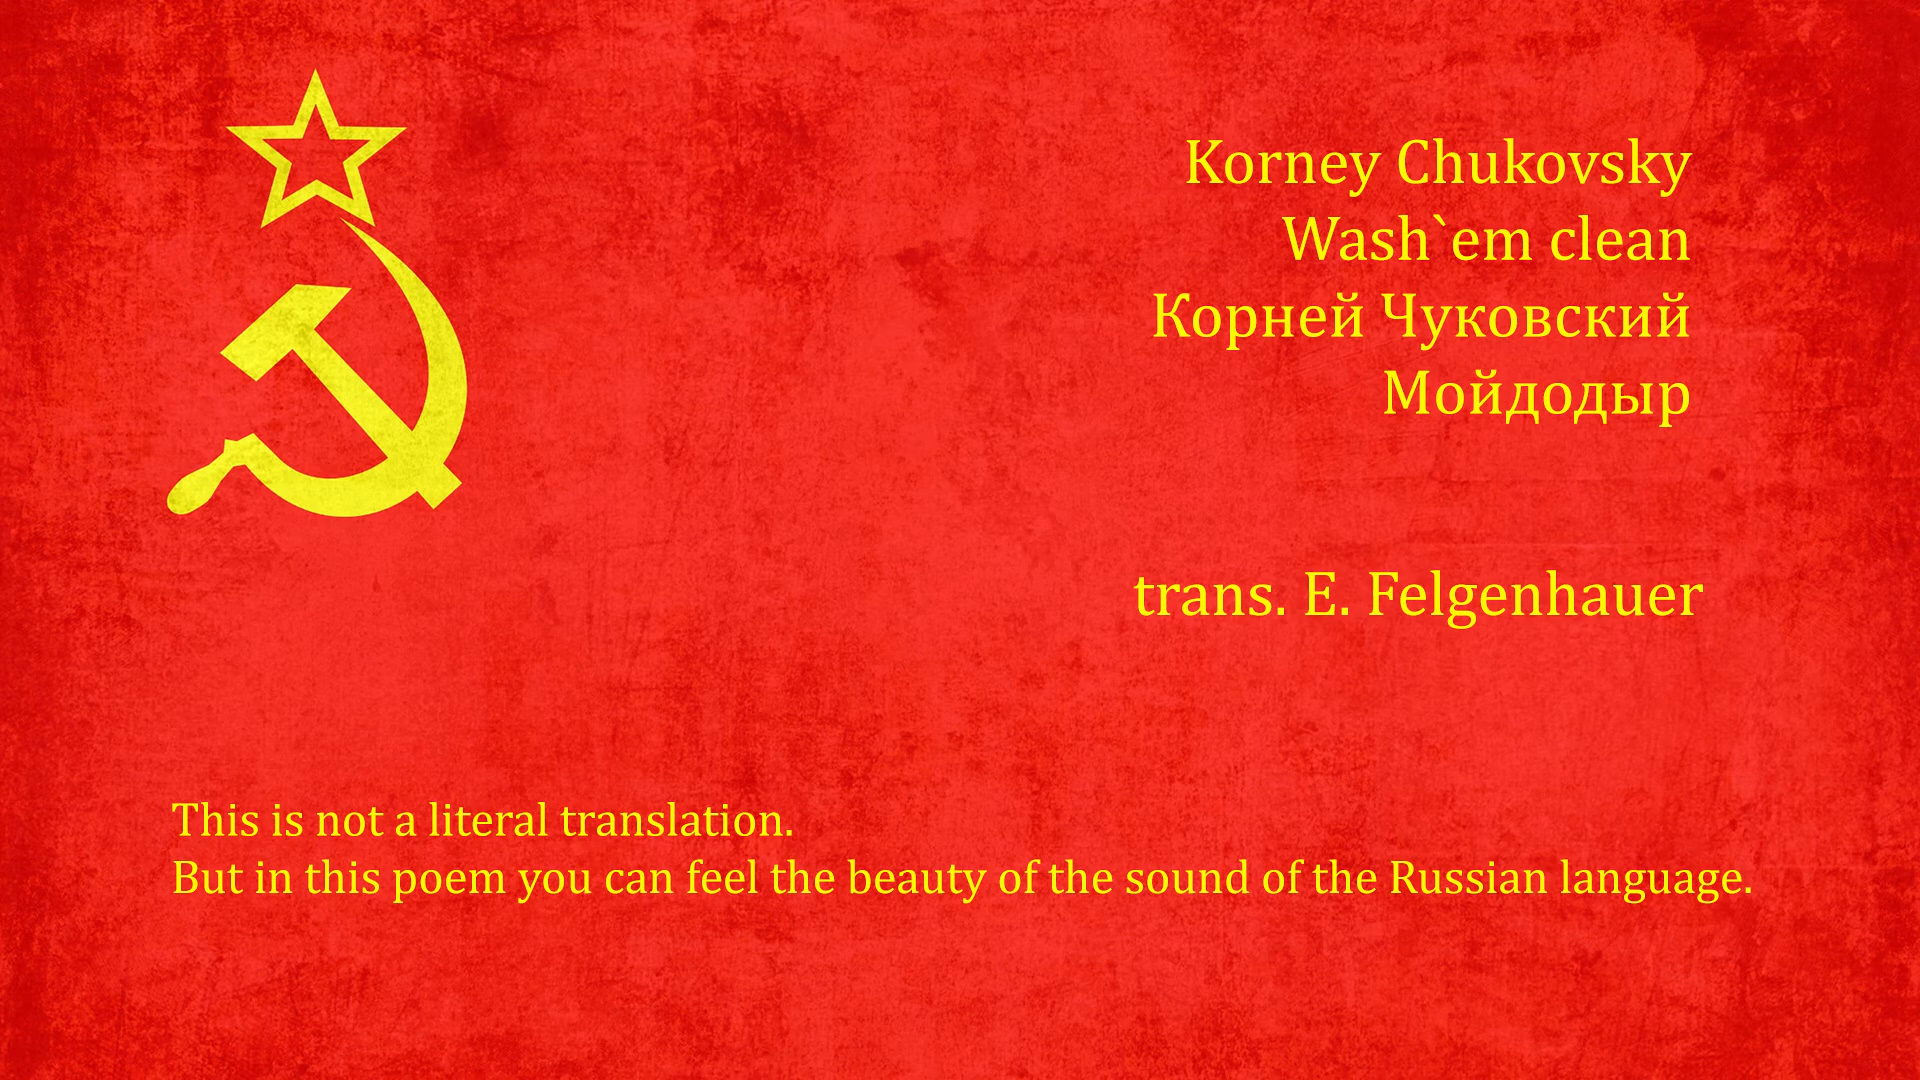 Korney Chukovsky
Wash`em clean
Корней Чуковский
Мойдодыр
trans. E. Felgenhauer
This is not a literal translation.
But in this poem you can feel the beauty of the sound of the Russian language.